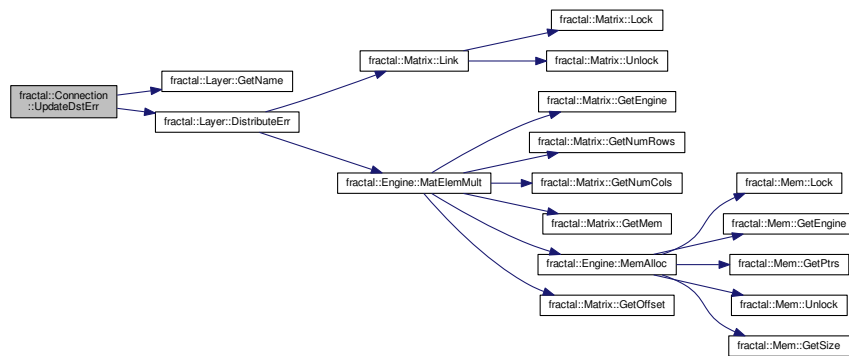 fractal::Connection
::UpdateDstErr
fractal::Layer::GetName
fractal::Layer::DistributeErr
fractal::Matrix::Link
fractal::Engine::MatElemMult
fractal::Matrix::Lock
fractal::Matrix::Unlock
fractal::Matrix::GetEngine
fractal::Matrix::GetNumRows
fractal::Matrix::GetNumCols
fractal::Matrix::GetMem
fractal::Engine::MemAlloc
fractal::Matrix::GetOffset
fractal::Mem::Lock
fractal::Mem::GetEngine
fractal::Mem::GetPtrs
fractal::Mem::Unlock
fractal::Mem::GetSize